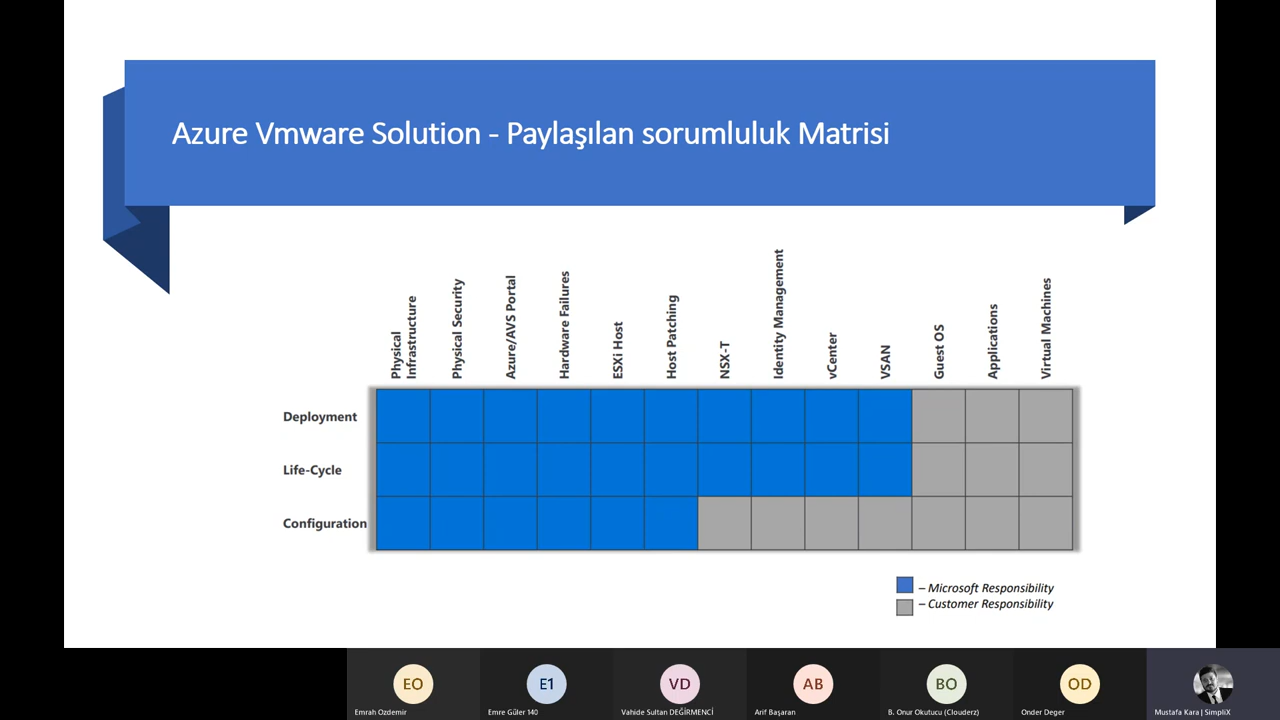 Azure Vmware Solution - Paylaşılan sorumluluk Matrisi
Physical
Infrastructure
Physical Security
Azure/AVS Portal
Hardware Failures
ESXi Host
Host Patching
NSX-T
Identity Management
vCenter
VSAN
Guest OS
Applications
Virtual Machines
Deployment
Life-Cycle
Configuration
– Microsoft Responsibility
– Customer Responsibility
EO
E1
VD
AB
BO
OD
Emrah Ozdemir
Emre Güler 140
Vahide Sultan DEĞİRMENCİ
Arif Başaran
B. Onur Okutucu (Clouderz)
Onder Deger
Mustafa Kara | SimpliX